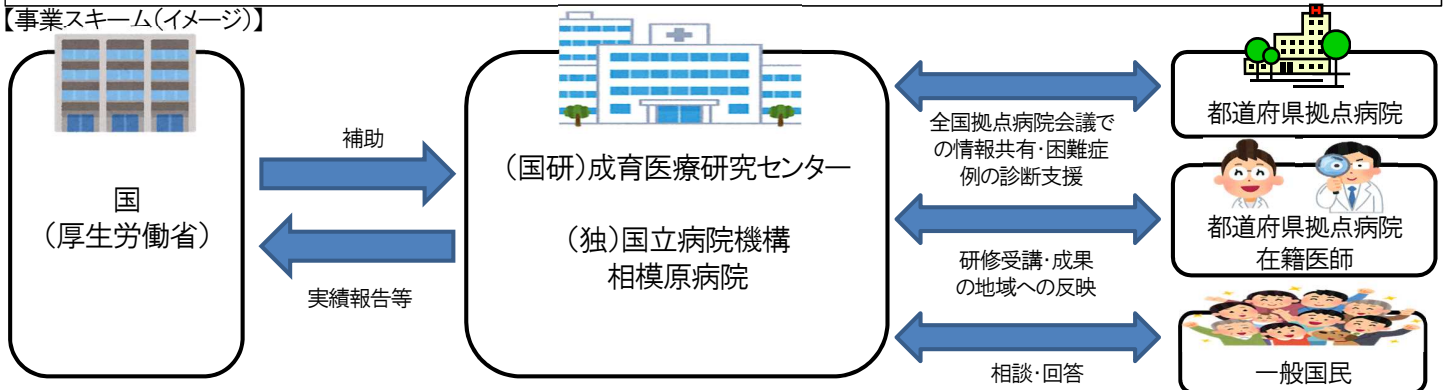 【事業スキーム(イメージ)】
国
(厚生労働省)
補助
実績報告等
(国研)成育医療研究センター
(独)国立病院機構
相模原病院
全国拠点病院会議で
の情報共有・困難症
例の診断支援
研修受講・成果
の地域への反映
相談・回答
H
都道府県拠点病院
都道府県拠点病院
在籍医師
一般国民